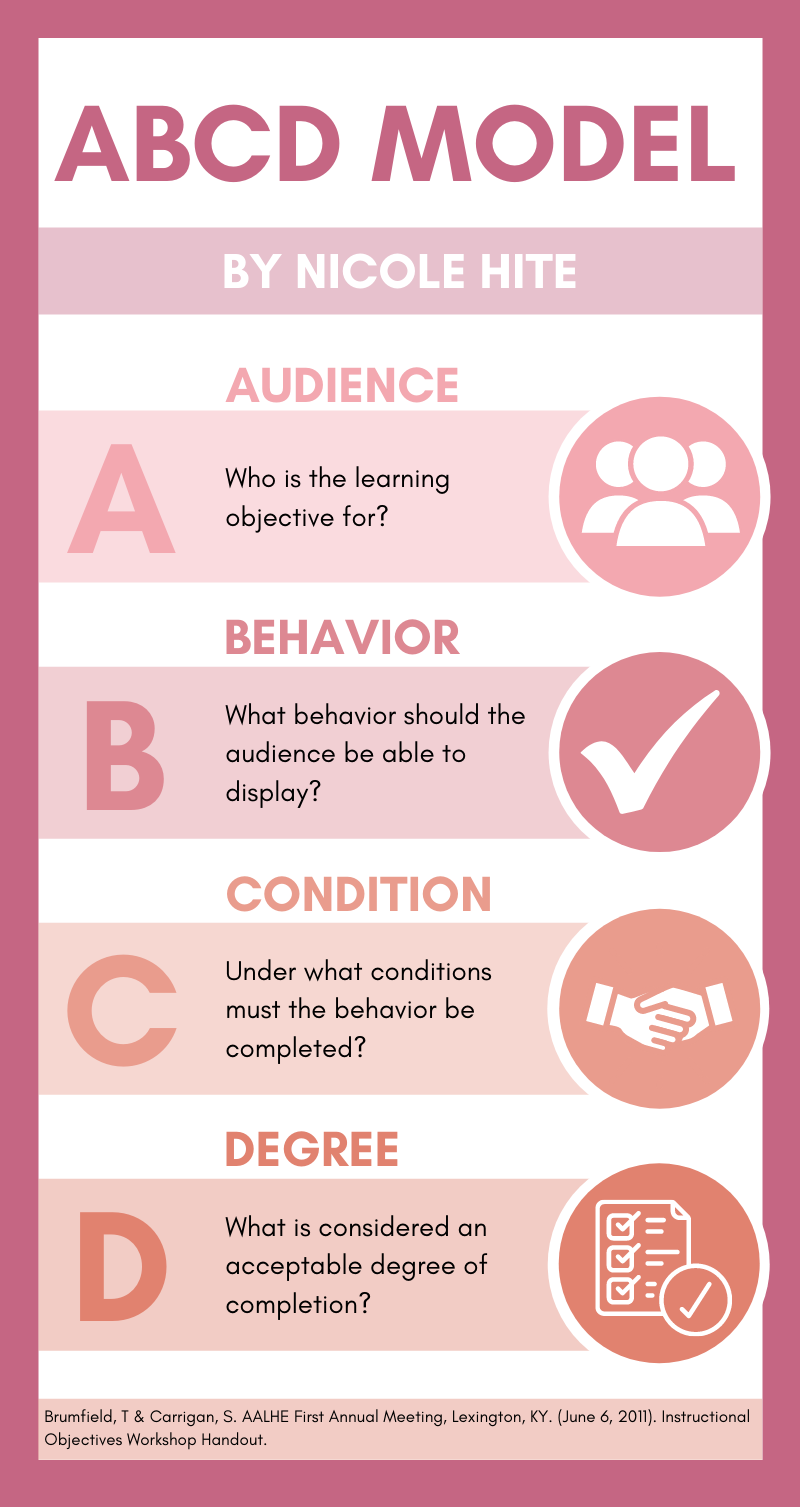 ABCD MODEL
BY NICOLE HITE
AUDIENCE
A
Who is the learning
objective for?
BEHAVIOR
B
What behavior should the
audience be able to
display?
CONDITION
C
Under what conditions
must the behavior be
completed?
DEGREE
D
What is considered an
acceptable degree of
completion?
Brumfield, T & Carrigan, S. AALHE First Annual Meeting, Lexington, KY. (June 6, 2011). Instructional
Objectives Workshop Handout.